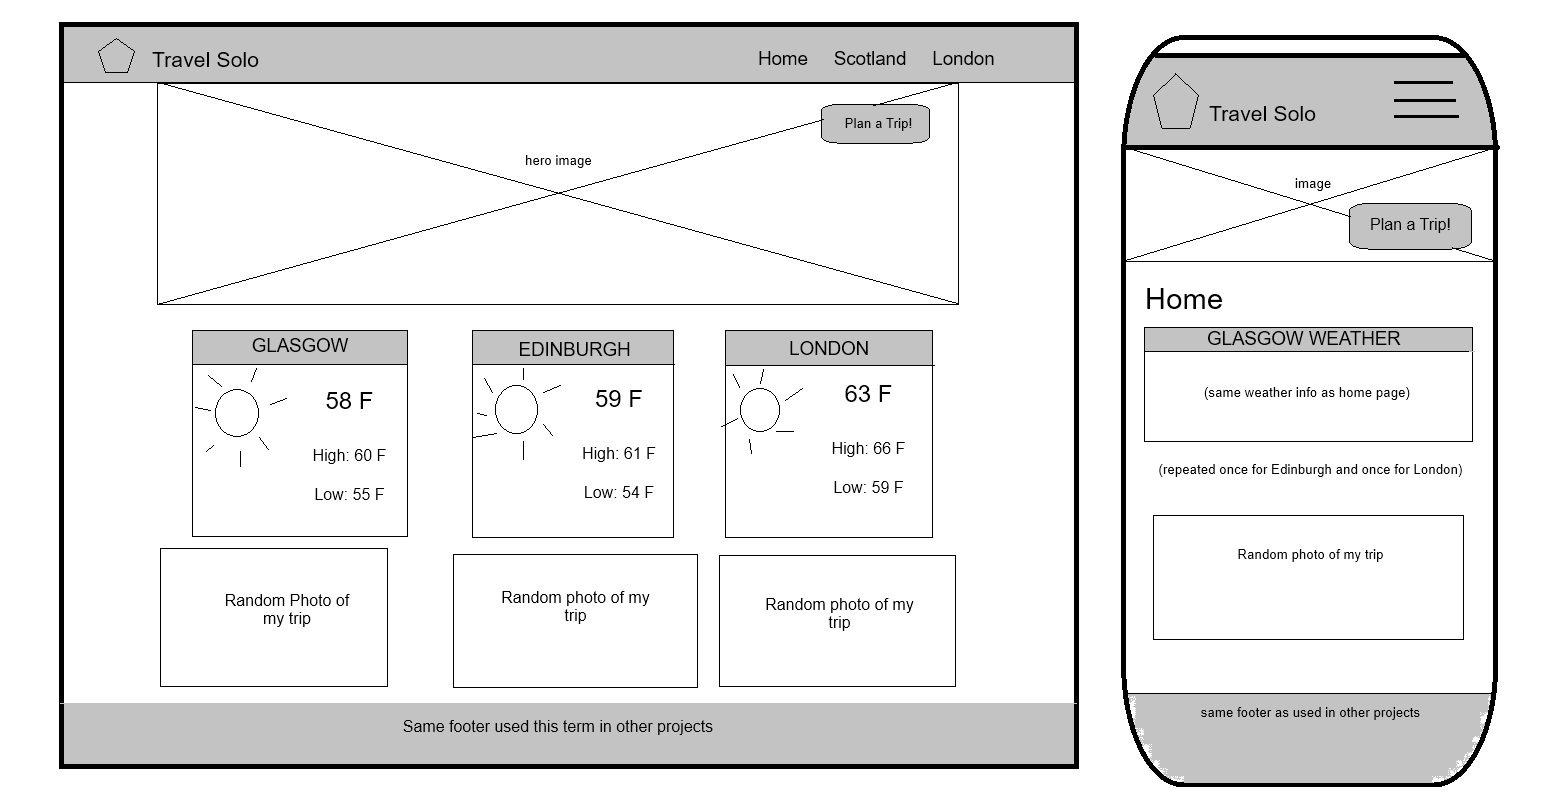 Travel Solo
Home Scotland London
Plan a Trip!
hero image
GLASGOW
58 F
High: 60 F
Low: 55 F
EDINBURGH
59 F
High: 61 F
Low: 54 F
LONDON
63 F
High: 66 F
Low: 59 F
Random Photo of
my trip
Random photo of my
trip
Random photo of my
trip
Same footer used this term in other projects
Travel Solo
image
Plan a Trip!
Home
GLASGOW WEATHER
(same weather info as home page)
(repeated once for Edinburgh and once for London)
Random photo of my trip
same footer as used in other projects